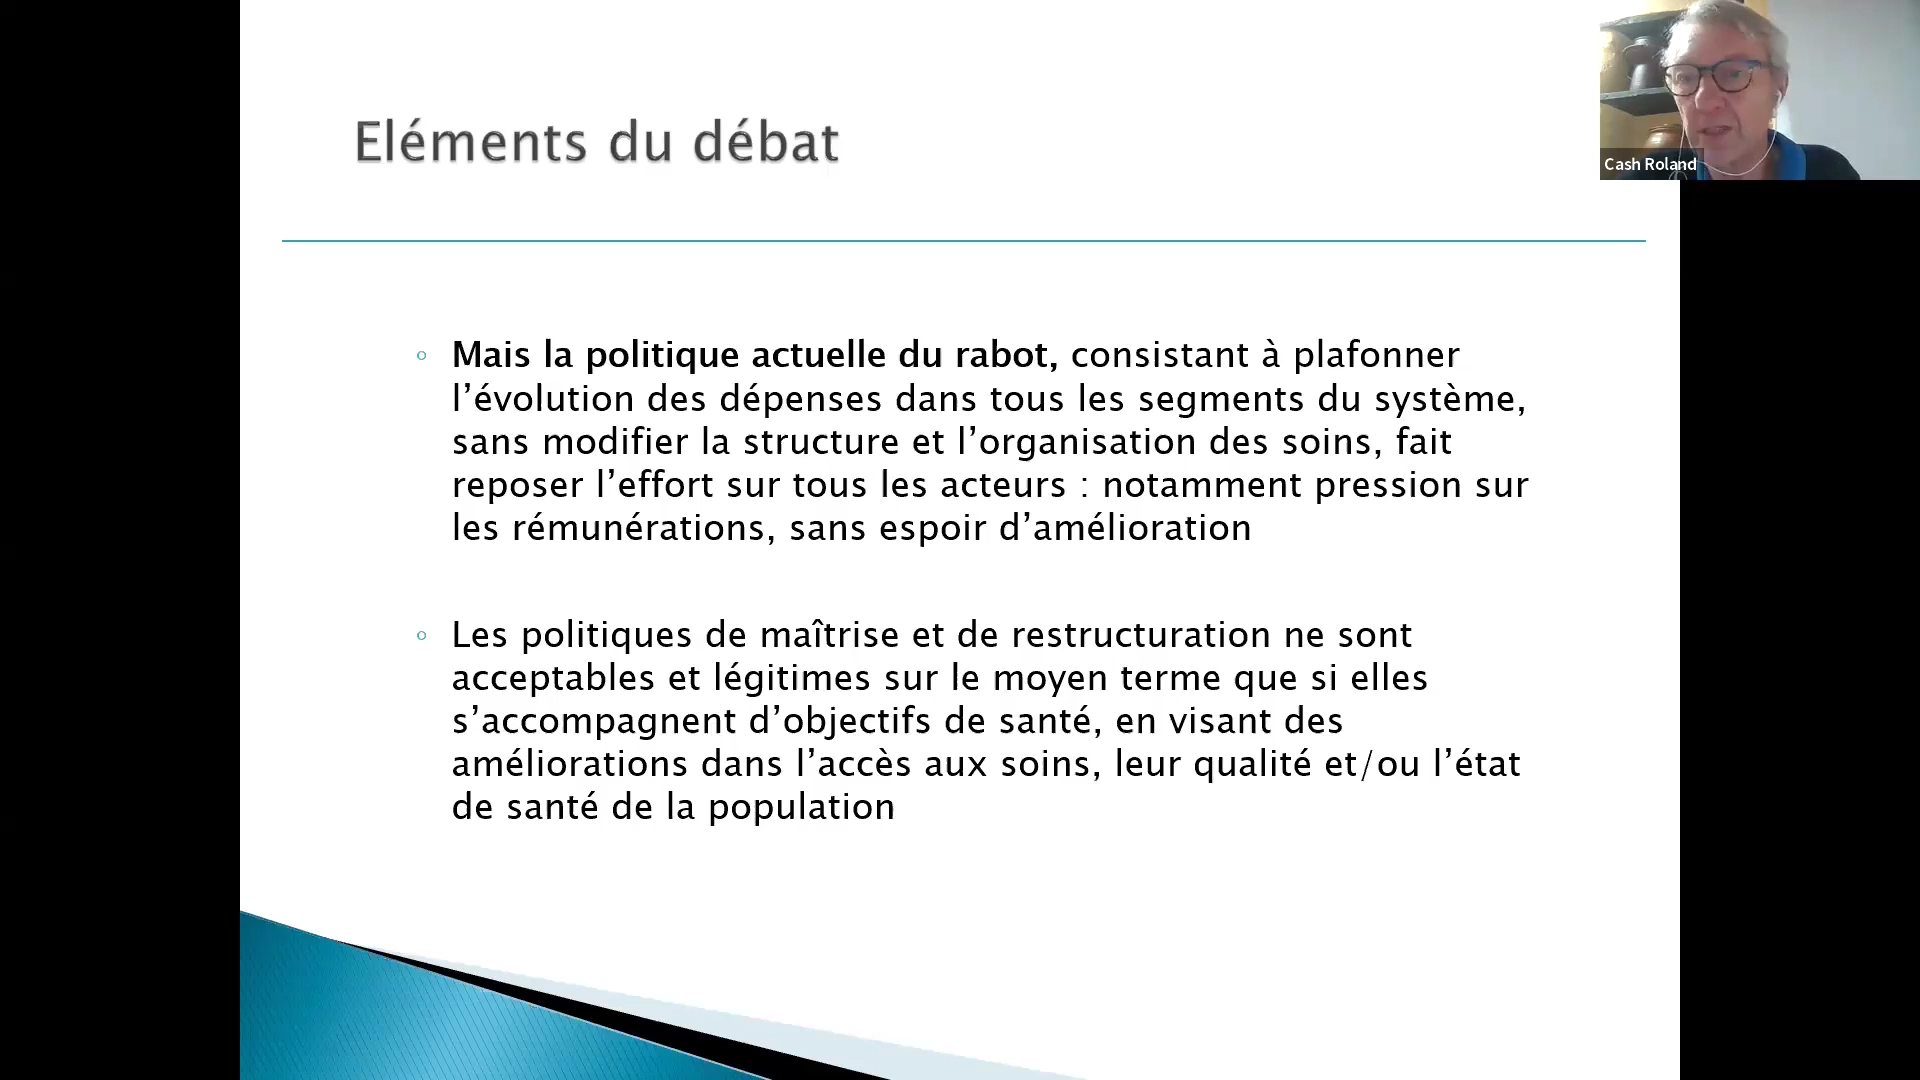 Eléments du débat
Cash Roland
Mais la politique actuelle du rabot, consistant à plafonner
l’évolution des dépenses dans tous les segments du système,
sans modifier la structure et l’organisation des soins, fait
reposer l’effort sur tous les acteurs : notamment pression sur
les rémunérations, sans espoir d’amélioration
Les politiques de maîtrise et de restructuration ne sont
acceptables et légitimes sur le moyen terme que si elles
s’accompagnent d’objectifs de santé, en visant des
améliorations dans l’accès aux soins, leur qualité et/ou l’état
de santé de la population